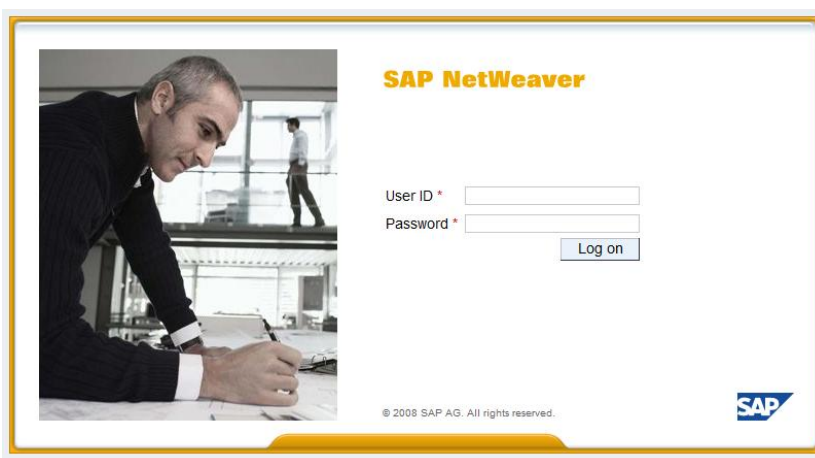 SAP NetWeaver
User ID *
Password *
Log on
© 2008 SAP AG. All rights reserved.
SAP